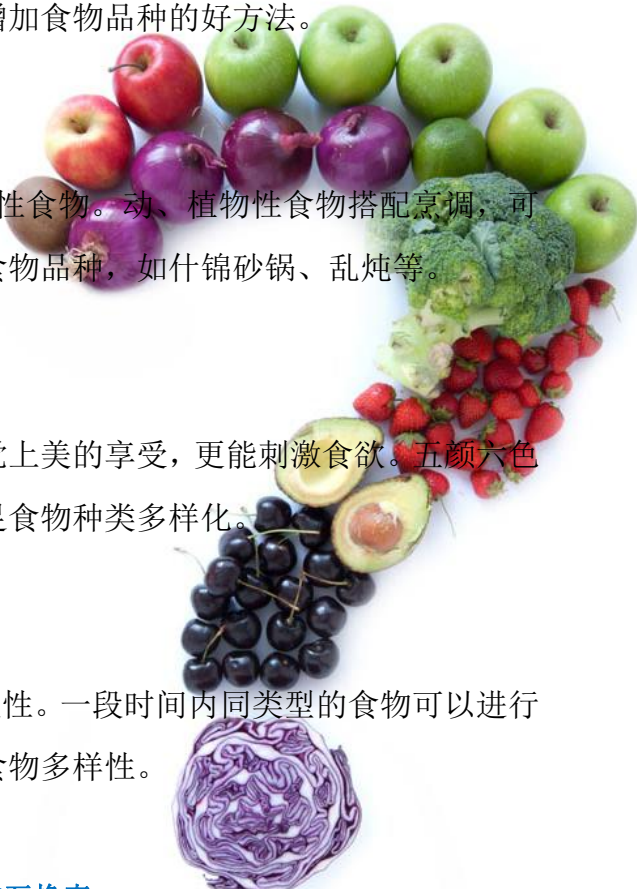 增加食物品种的好方法。
性食物。动、植物性食物搭配烹调，可
食物品种，如什锦砂锅、乱炖等。
觉上美的享受，更能刺激食欲。五颜六色
足食物种类多样化。
性。一段时间内同类型的食物可以进行
食物多样性。